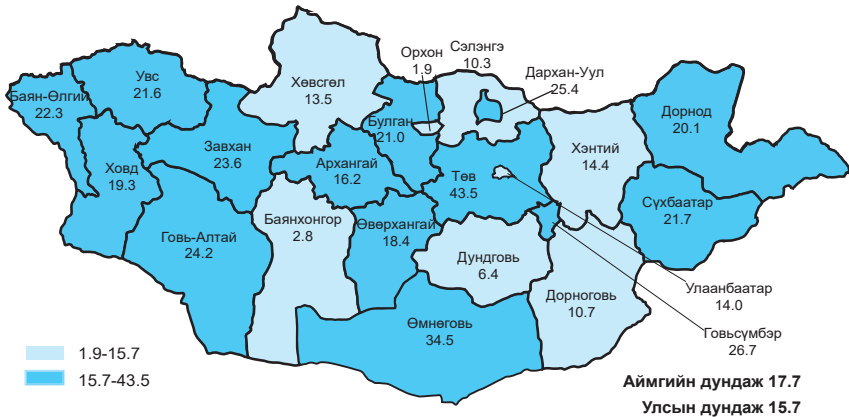 Орхон
1.9
Сэлэнгэ
10.3
Дархан-Уул
25.4
Хөвсгөл
13.5
Увс
21.6
Баян-Өлгий
22.3
Булган
21.0
Дорнод
20.1
Завхан
23.6
Ховд
19.3
Архангай
16.2
Төв
43.5
Хэнтий
14.4
Сүхбаатар
21.7
Баянхонгор
2.8
Өвөрхангай
18.4
Говь-Алтай
24.2
Дундговь
6.4
Улаанбаатар
14.0
Дорноговь
10.7
Өмнөговь
34.5
Говьсүмбэр
26.7
1.9-15.7
15.7-43.5
Аймгийн дундаж 17.7
Улсын дундаж 15.7